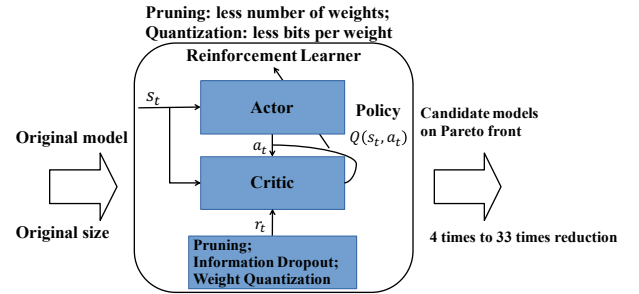 Pruning: less number of weights;
Quantization: less bits per weight
Reinforcement Learner
s_t
Actor
Policy
Q(s_t, a_t)
a_t
Critic
r_t
Pruning;
Information Dropout;
Weight Quantization
Original model
Original size
Candidate models
on Pareto front
4 times to 33 times reduction